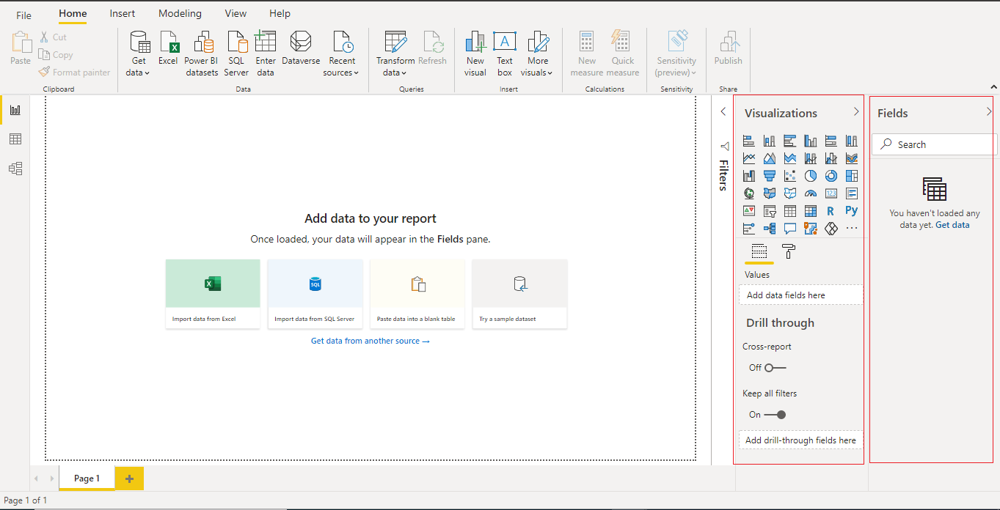 File Home Insert Modeling View Help
Paste
Cut
Copy
Format painter
Clipboard
Get data
Excel
Power BI datasets
SQL Server
Enter data
Dataverse
Recent sources
Data
Transform data
Refresh
Queries
New visual
A
Text box
More visuals
Insert
New measure
Quick measure
Calculations
Sensitivity (preview)
Sensitivity
Publish
Share
Add data to your report
Once loaded, your data will appear in the Fields pane.
Import data from Excel
SQL
Import data from SQL Server
Paste data into a blank table
Try a sample dataset
Get data from another source →
Filters
Visualizations
123
R
Py
...
Values
Add data fields here
Drill through
Cross-report
Off
Keep all filters
On
Add drill-through fields here
Fields
Search
You haven't loaded any
data yet. Get data
Page 1
+
Page 1 of 1